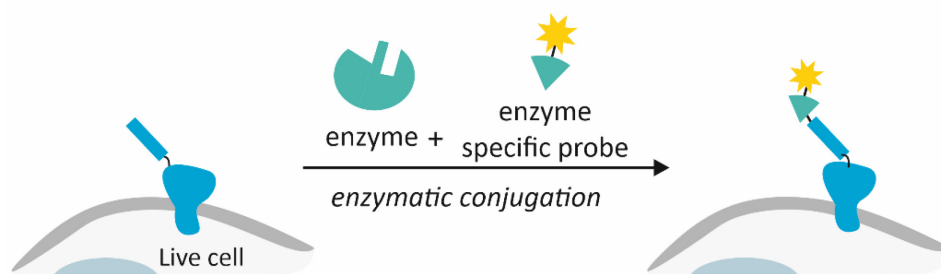 enzyme +
enzyme
specific probe
enzymatic conjugation
Live cell